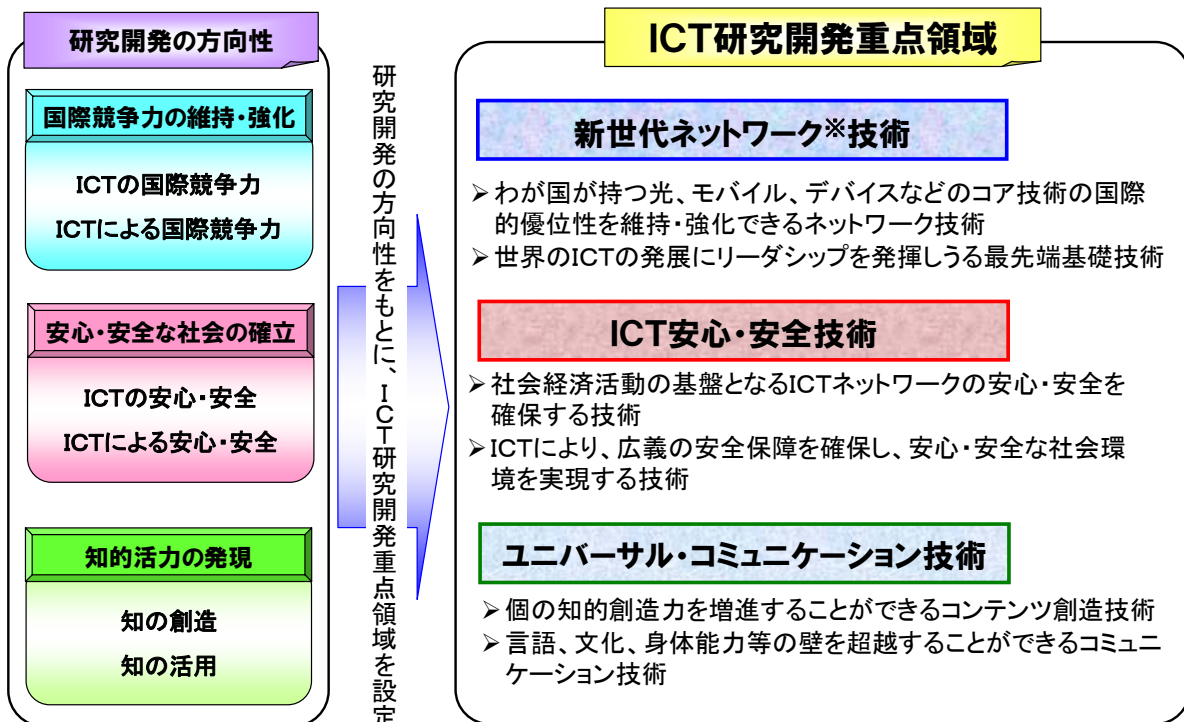 研究開発の方向性
国際競争力の維持・強化
ICTの国際競争力
ICTによる国際競争力
安心・安全な社会の確立
ICTの安心・安全
ICTによる安心・安全
知的活力の発現
知の創造
知の活用
研究開発の方向性をもとに、ICT研究開発重点領域を設定
ICT研究開発重点領域
新世代ネットワーク※技術
➢わが国が持つ光、モバイル、デバイスなどのコア技術の国際
的優位性を維持・強化できるネットワーク技術
➢世界のICTの発展にリーダシップを発揮しうる最先端基礎技術
ICT安心・安全技術
➢社会経済活動の基盤となるICTネットワークの安心・安全を
確保する技術
➢ICTにより、広義の安全保障を確保し、安心・安全な社会環
境を実現する技術
ユニバーサル・コミュニケーション技術
➢個の知的創造力を増進することができるコンテンツ創造技術
➢言語、文化、身体能力等の壁を超越することができるコミュニ
ケーション技術